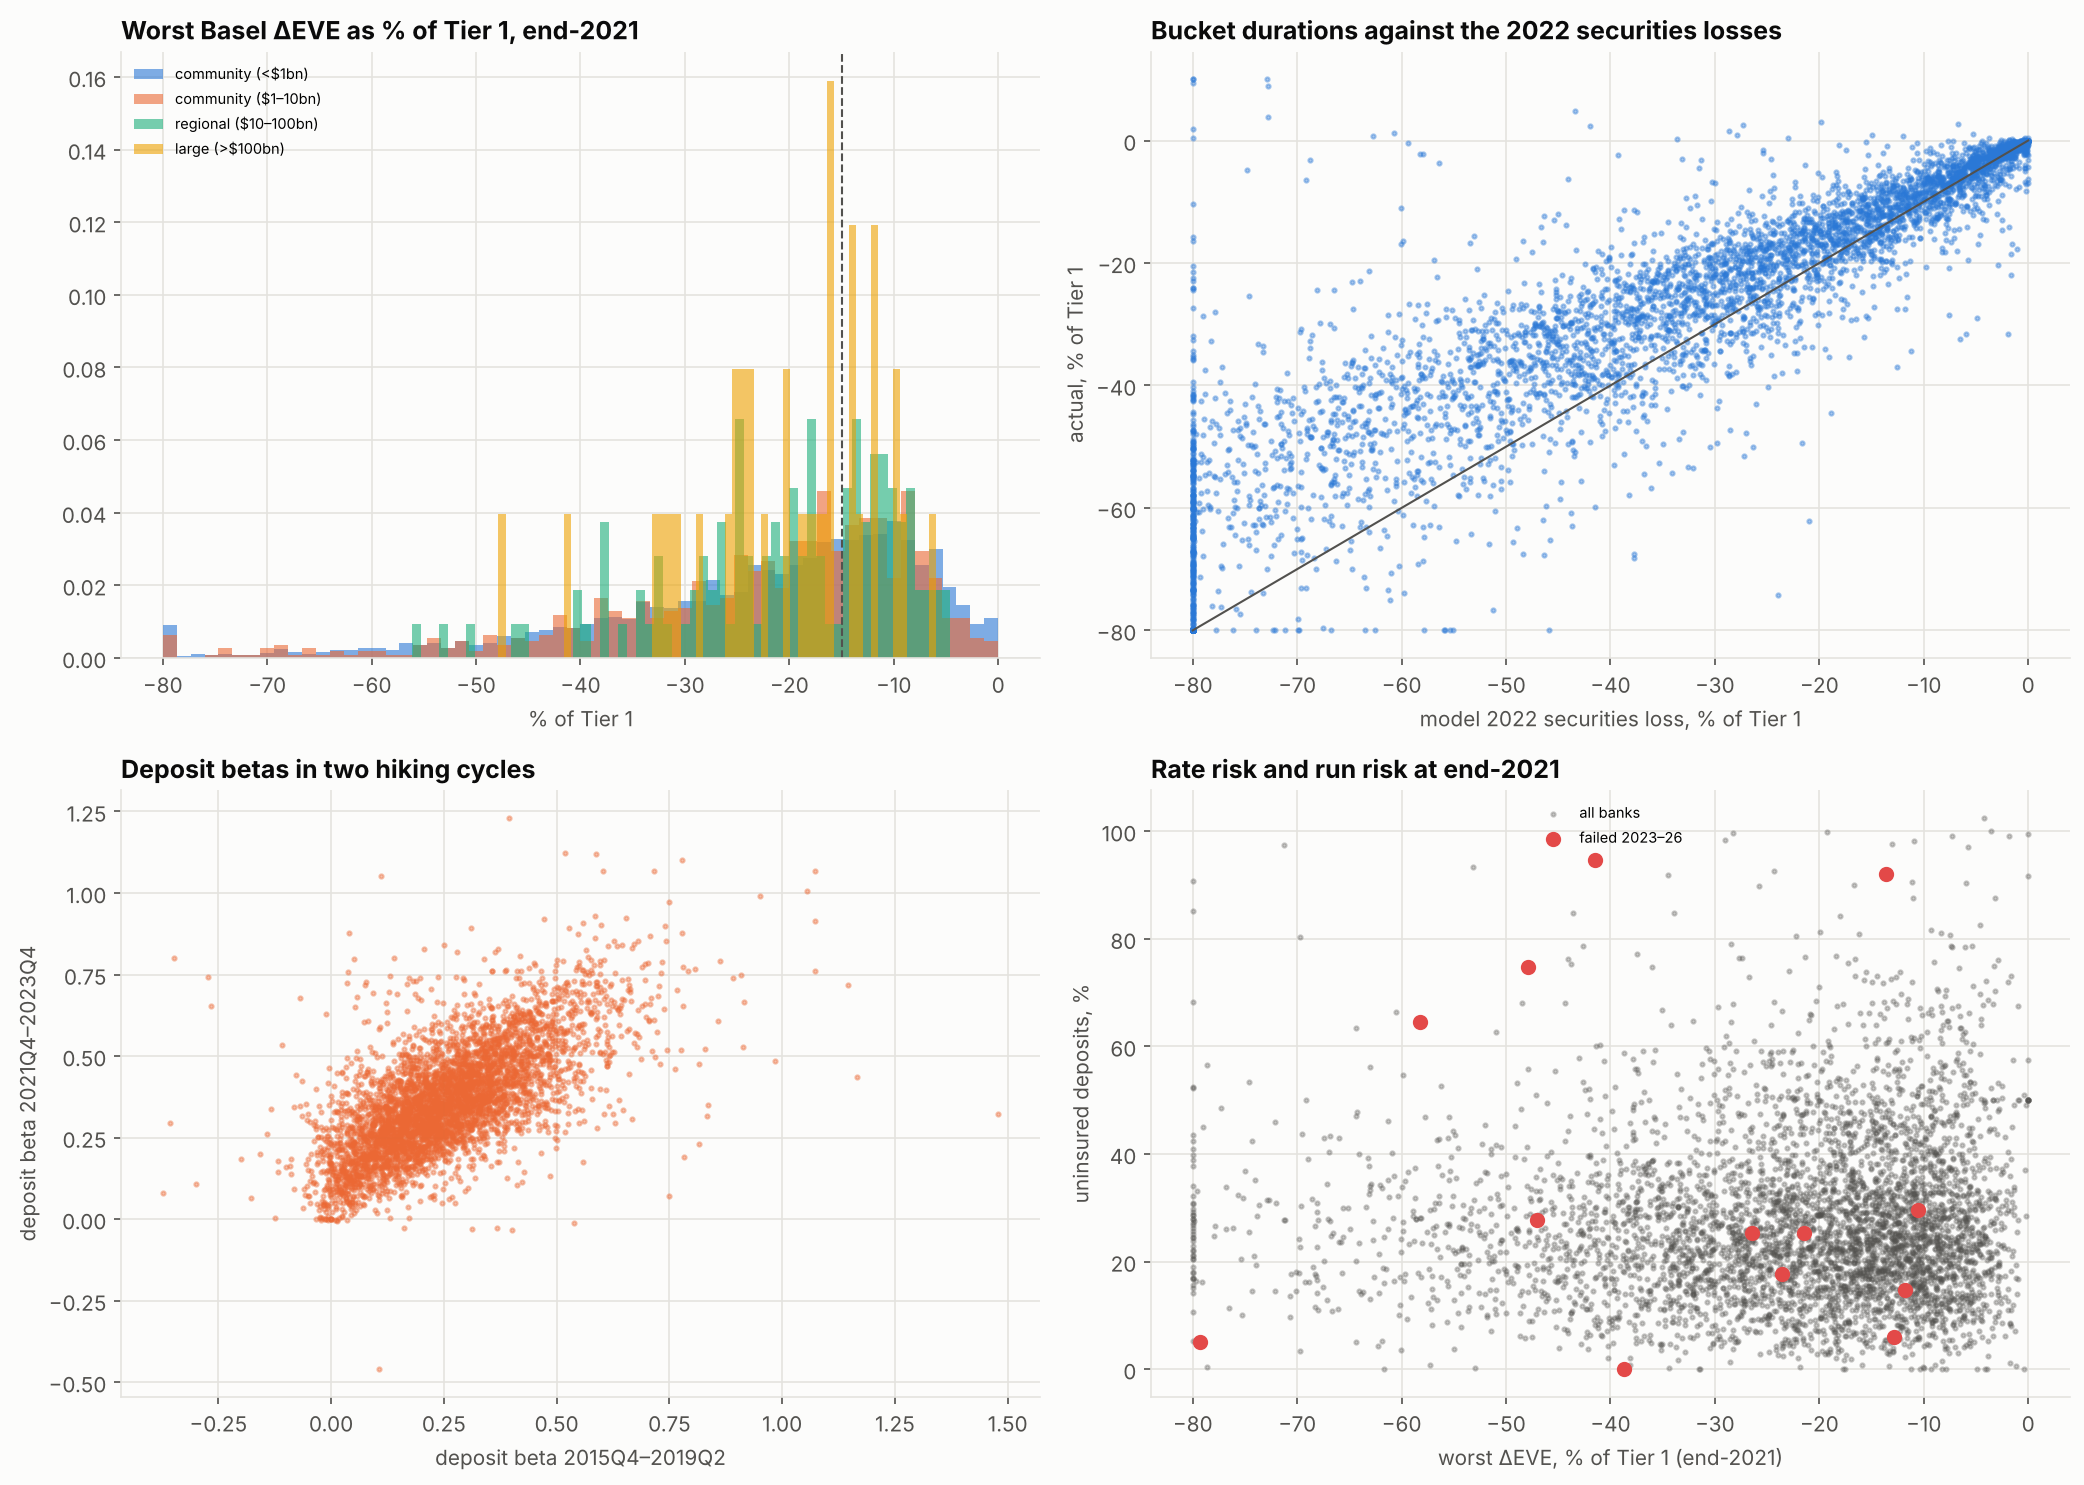 Worst Basel ΔEVE as % of Tier 1, end-2021
community (<$1bn)
community ($1–10bn)
regional ($10–100bn)
large (>$100bn)
0.16
0.14
0.12
0.10
0.08
0.06
0.04
0.02
0.00
−80 −70 −60 −50 −40 −30 −20 −10 0
% of Tier 1
Bucket durations against the 2022 securities losses
actual, % of Tier 1
0
−20
−40
−60
−80
−80 −70 −60 −50 −40 −30 −20 −10 0
model 2022 securities loss, % of Tier 1
Deposit betas in two hiking cycles
deposit beta 2021Q4–2023Q4
1.25
1.00
0.75
0.50
0.25
0.00
−0.25
−0.50
−0.25 0.00 0.25 0.50 0.75 1.00 1.25 1.50
deposit beta 2015Q4–2019Q2
Rate risk and run risk at end-2021
all banks
failed 2023–26
uninsured deposits, %
100
80
60
40
20
0
−80 −70 −60 −50 −40 −30 −20 −10 0
worst ΔEVE, % of Tier 1 (end-2021)